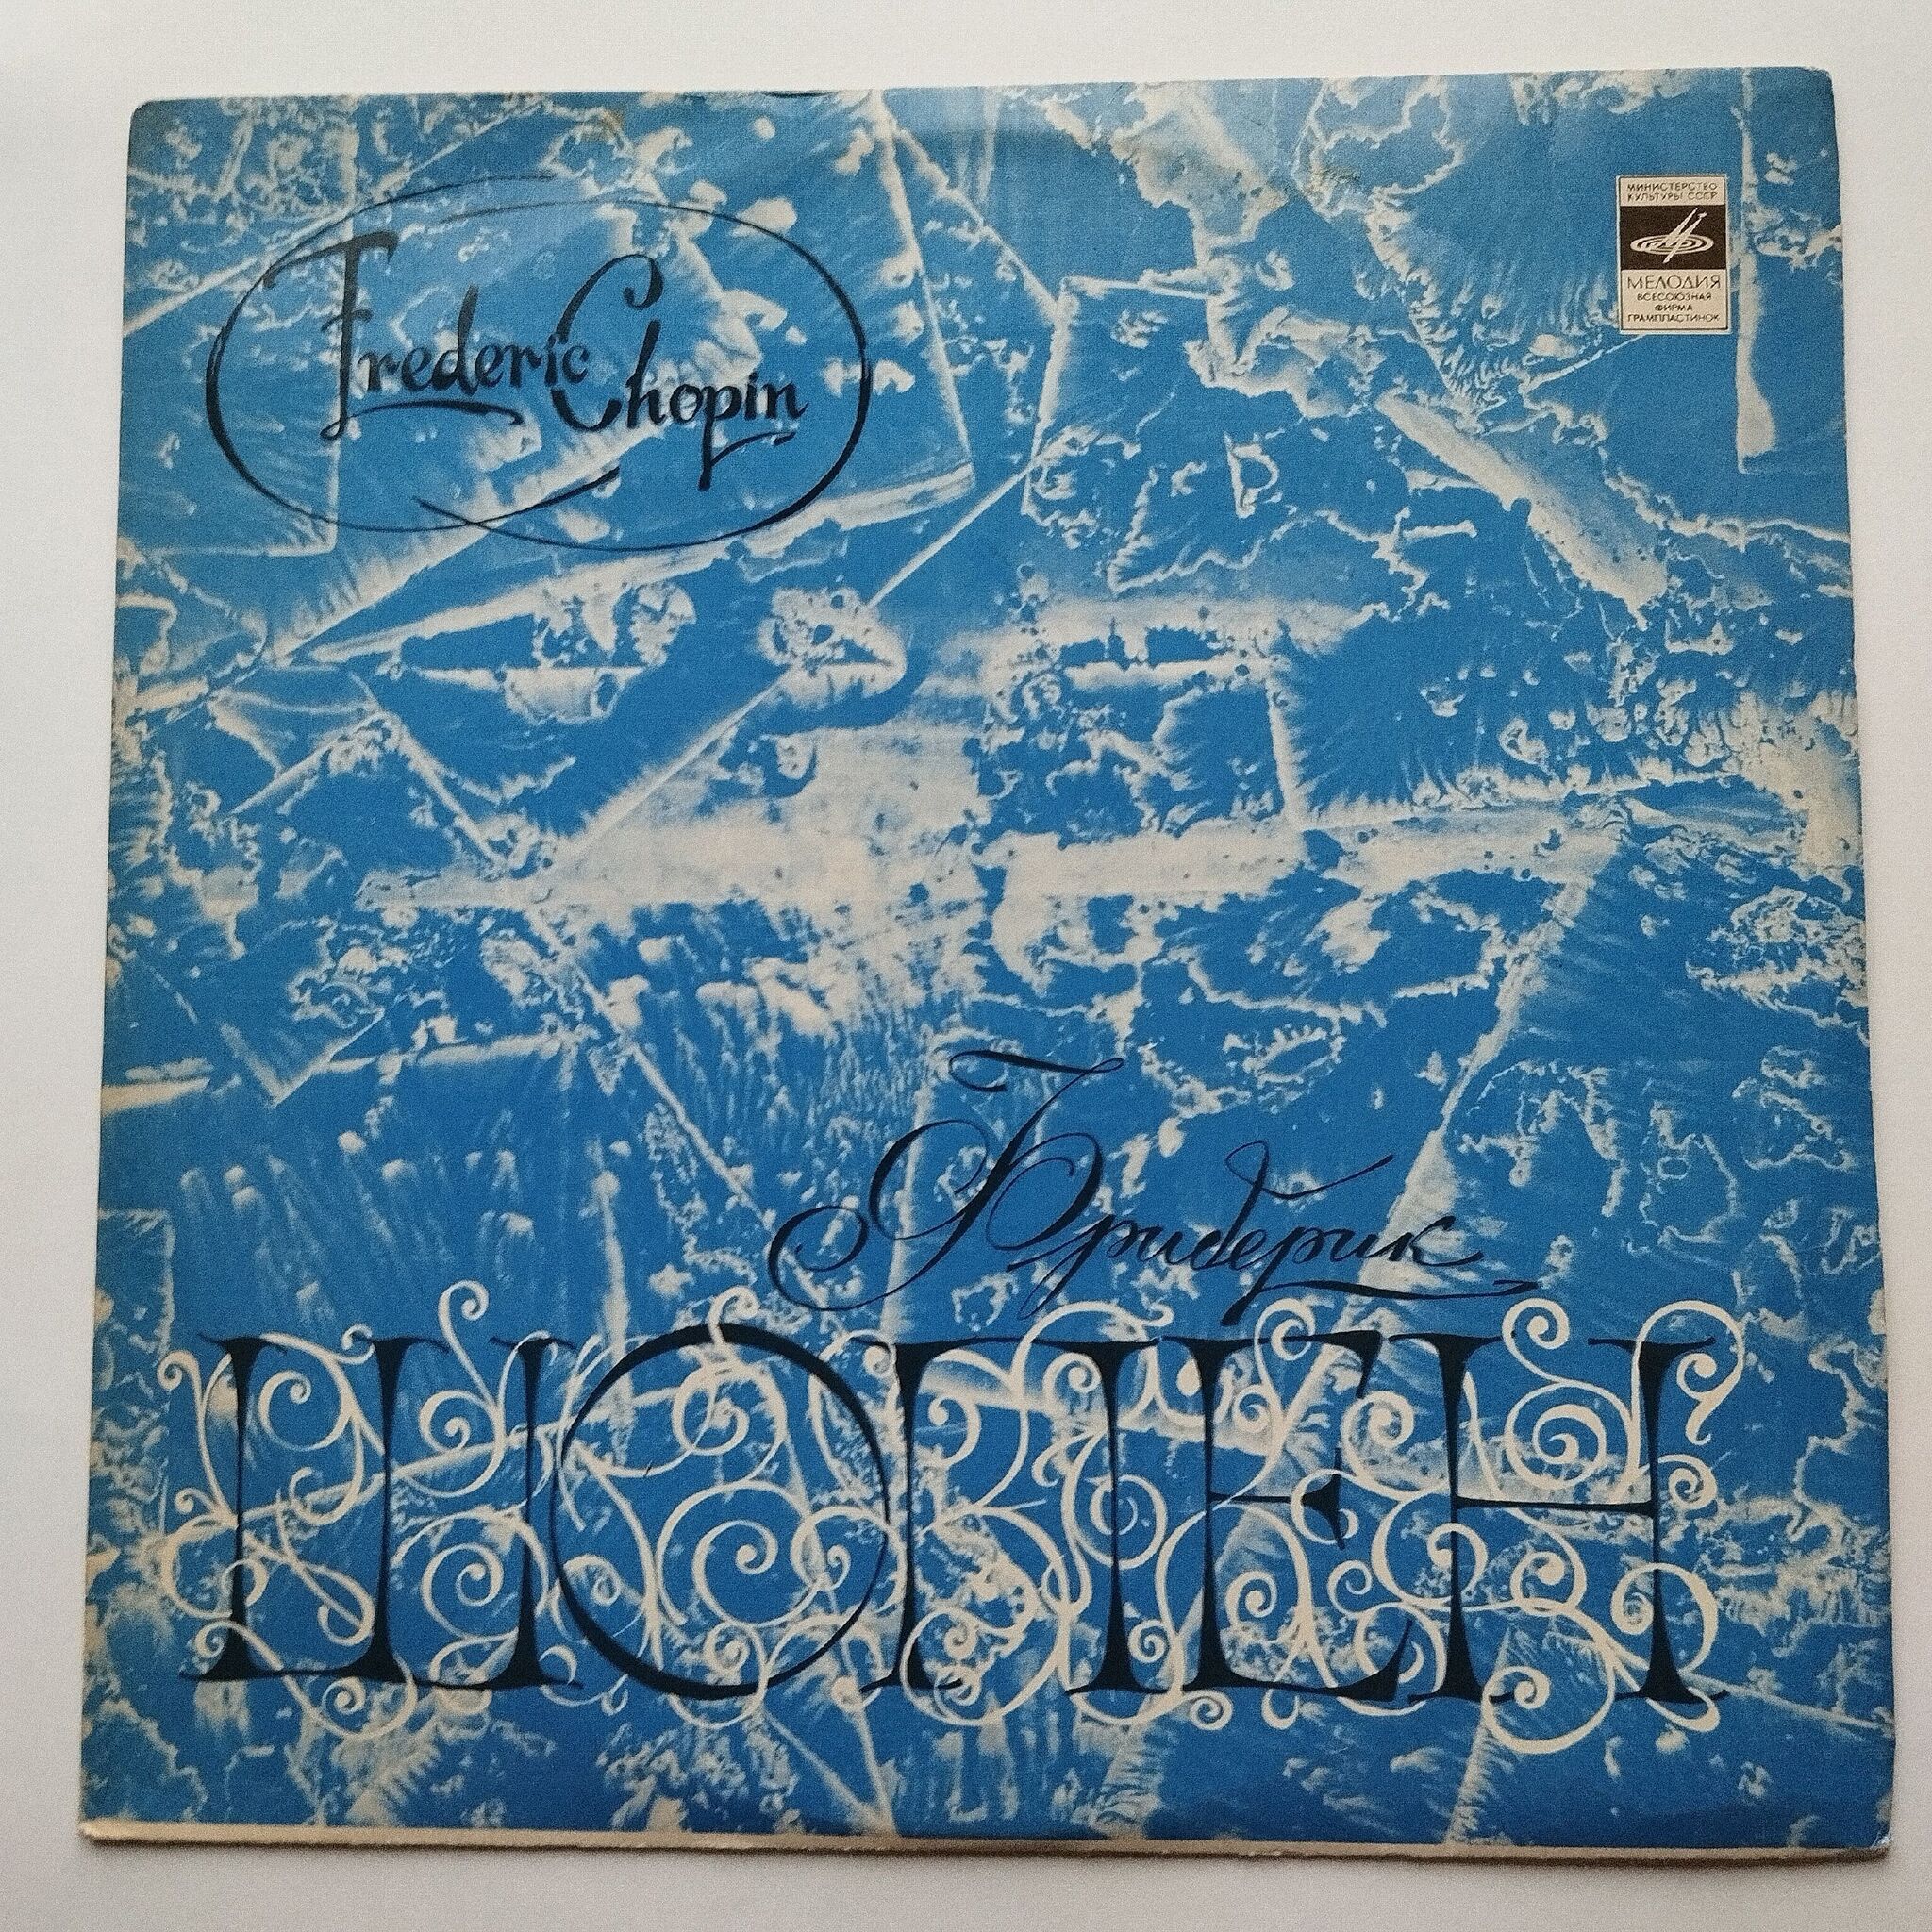 Frederic Chopin
МИНИСТЕРСТВО
КУЛЬТУРЫ СССР
МЕЛОДИЯ
ВСЕСОЮЗНАЯ
ФИРМА
ГРАМПЛАСТИНОК
Фридерик
ШОПЕН